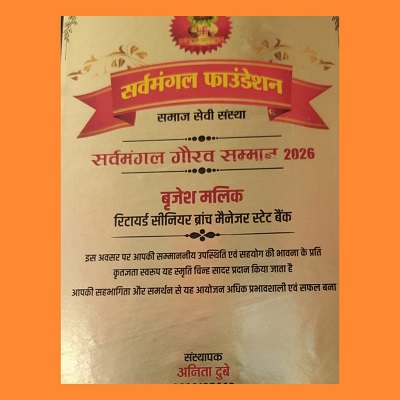 सर्वमंगल फाउंडेशन
समाज सेवी संस्था
सर्वमंगल गौरव सम्मान 2026
बृजेश मलिक
रिटायर्ड सीनियर ब्रांच मैनेजर स्टेट बैंक
इस अवसर पर आपकी सम्माननीय उपस्थिति एवं सहयोग की भावना के प्रति
कृतज्ञता स्वरूप यह स्मृति चिन्ह सादर प्रदान किया जाता है
आपकी सहभागिता और समर्थन से यह आयोजन अधिक प्रभावशाली एवं सफल बना
संस्थापक
अनिता दुबे